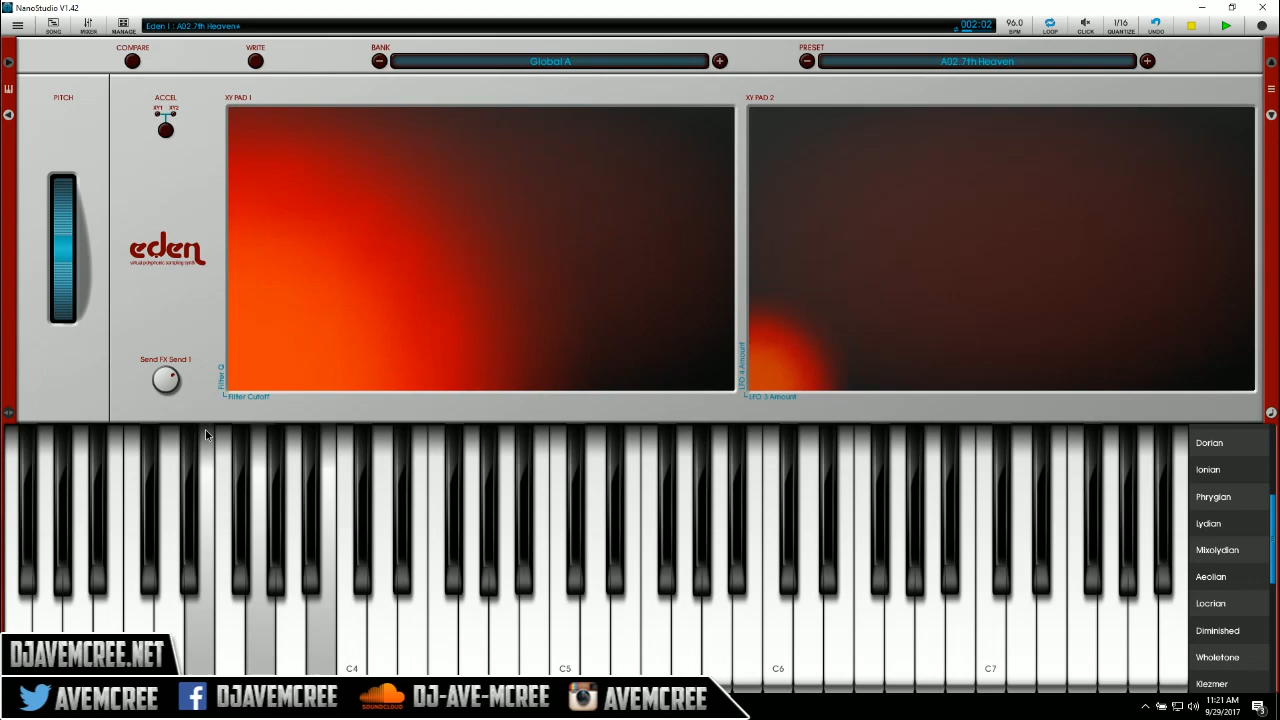 NanoStudio V1.42
SONG
MIXER
MANAGE
Eden 1 : A02.7th Heaven*
002:02
96.0
BPM
LOOP
CLICK
1/16
QUANTIZE
UNDO
COMPARE
WRITE
BANK
Global A
PRESET
A02.7th Heaven
PITCH
ACCEL
XY1 XY2
XY PAD 1
XY PAD 2
eden
virtual polyphonic sampling synth
Send FX Send 1
Filter Q
Filter Cutoff
LFO 4 Amount
LFO 3 Amount
Dorian
Ionian
Phrygian
Lydian
Mixolydian
Aeolian
Locrian
Diminished
Wholetone
Klezmer
C4
C5
C6
C7
DJAVEMCREE.NET
AVEMCREE
DJAVEMCREE
SOUNDCLOUD
DJ-AVE-MCREE
AVEMCREE
11:21 AM
9/29/2017